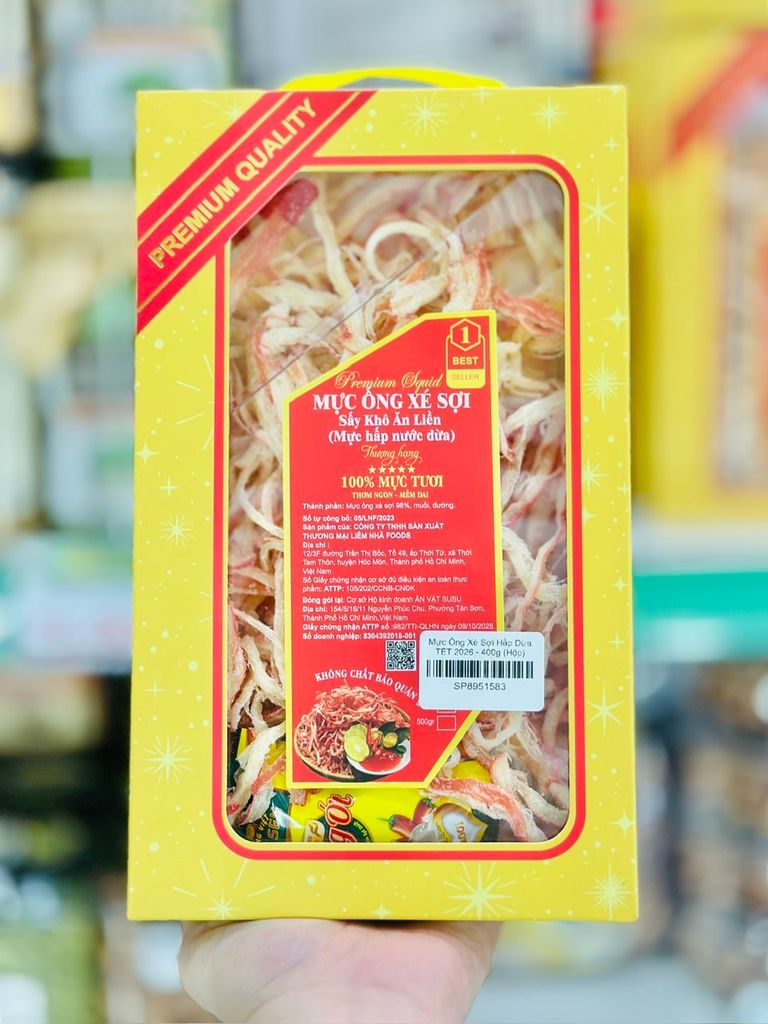 PREMIUM QUALITY
1
BEST
SELLER
Premium Squid
MỰC ỐNG XÉ SỢI
Sấy Khô Ăn Liền
(Mực hấp nước dừa)
Thượng hạng
100% MỰC TƯƠI
THƠM NGON - MỀM DAI
Thành phần: Mực ống xé sợi 98%, muối, đường.
Số tự công bố: 05/LNF/2023
Sản phẩm của: CÔNG TY TNHH SẢN XUẤT
THƯƠNG MẠI LIÊM NHÃ FOODS
Địa chỉ :
12/3F đường Trần Thị Bốc, Tổ 49, ấp Thới Tứ, xã Thới
Tam Thôn, huyện Hóc Môn, Thành phố Hồ Chí Minh,
Việt Nam
Số Giấy chứng nhận cơ sở đủ điều kiện an toàn thực
phẩm: ATTP: 105/202/CCNB-CNĐK
Đóng gói tại: Cơ sở Hộ kinh doanh ĂN VẶT SUSU
Địa chỉ: 154/5/16/11 Nguyễn Phúc Chu, Phường Tân Sơn,
Thành Phố Hồ Chí Minh,Việt Nam
Giấy chứng nhận ATTP số :982/TTr-QLHN ngày 09/10/2025
Số doanh nghiệp: 8304392018-001
Mực Ống Xé Sợi Hấp Dừa
TẾT 2026 - 400g (Hộp)
SP8951583
KHÔNG CHẤT BẢO QUẢN
500gr
Ớt